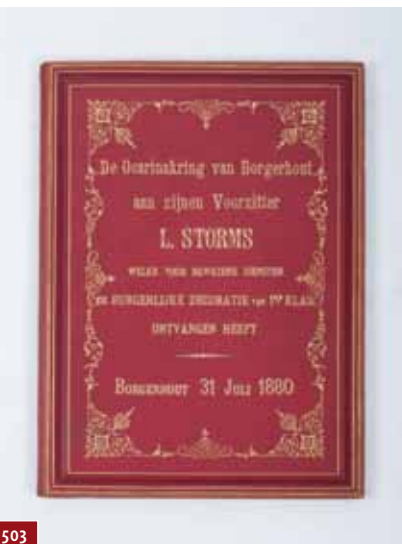 De Ocarinakring van Borgerhout
aan zijnen Voorzitter
L. STORMS
WELKE VOOR BEWEZENE DIENSTEN
DE BURGERLIJKE DECORATIE van 1ste KLAS
ONTVANGEN HEEFT
BORGERHOUT 31 JULI 1880
503